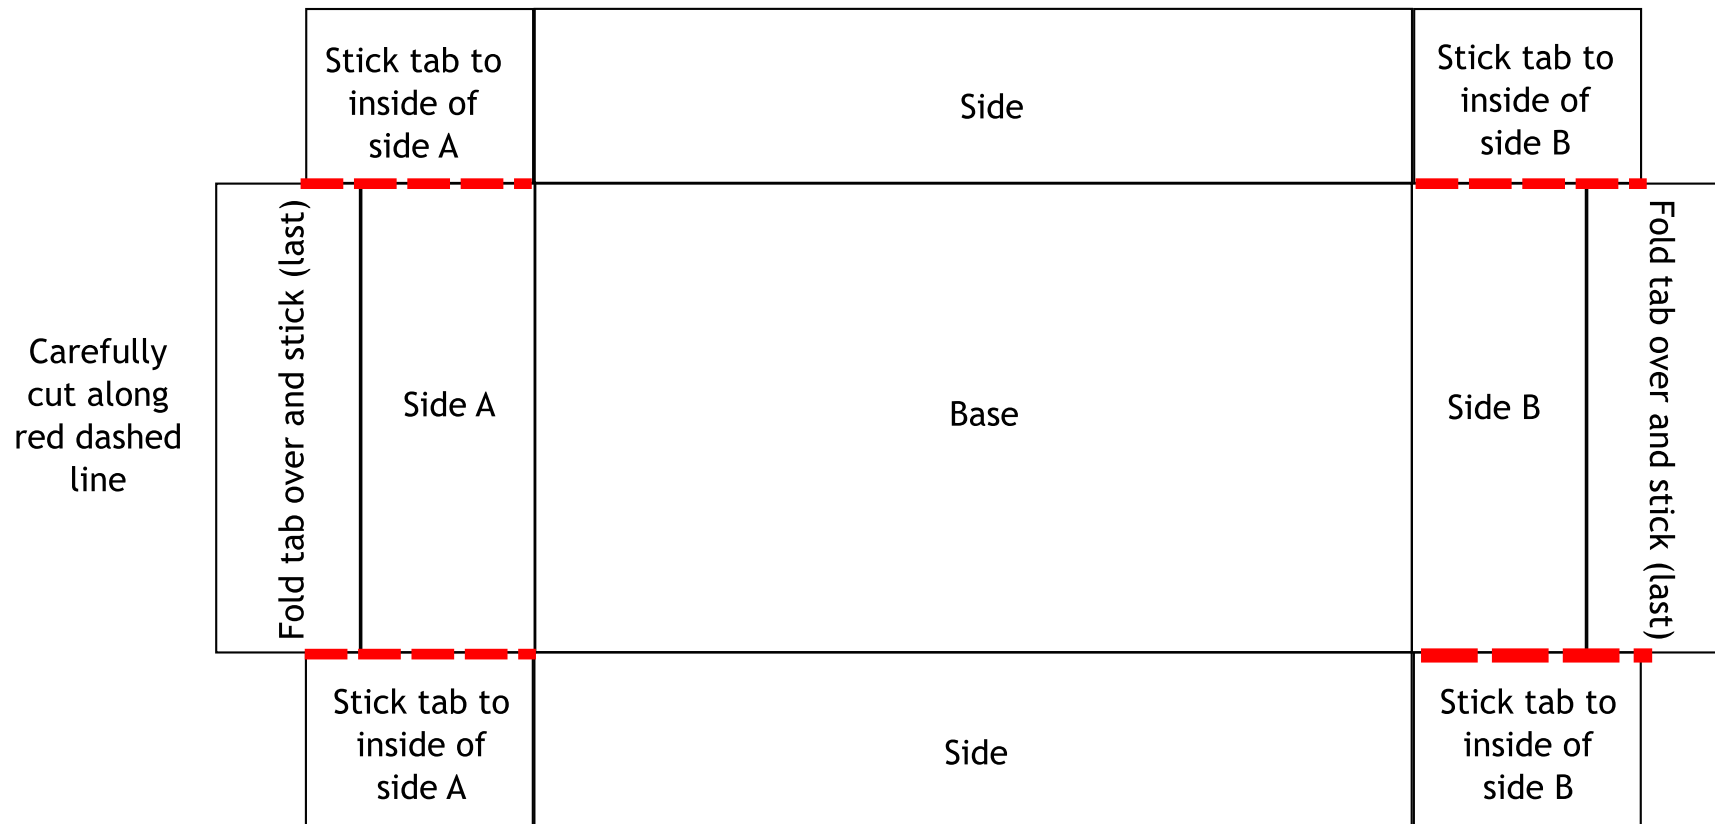 Stick tab to
inside of
side A
Side
Stick tab to
inside of
side B
Carefully
cut along
red dashed
line
Fold tab over and stick (last)
Side A
Base
Side B
Fold tab over and stick (last)
Stick tab to
inside of
side A
Side
Stick tab to
inside of
side B